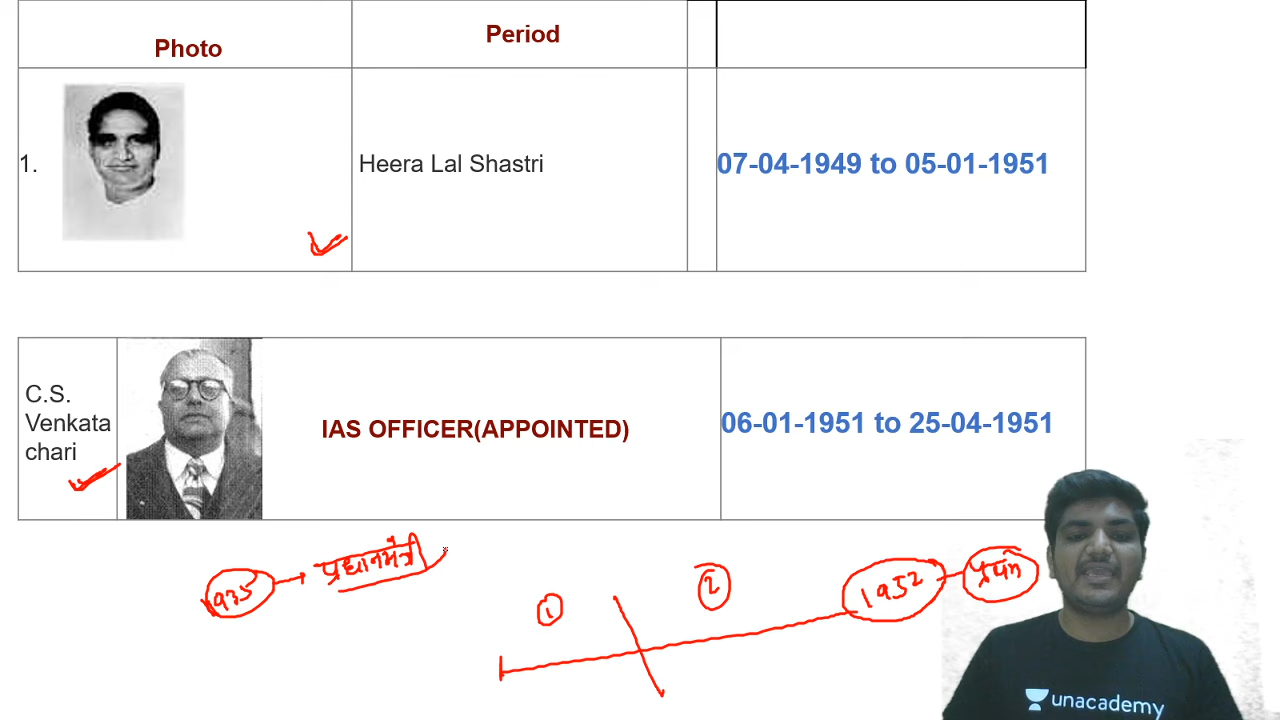 Photo
Period
1.
Heera Lal Shastri
07-04-1949 to 05-01-1951
C.S.
Venkata
chari
IAS OFFICER(APPOINTED)
06-01-1951 to 25-04-1951
1935
प्रधानमंत्री
1
2
1952
unacademy